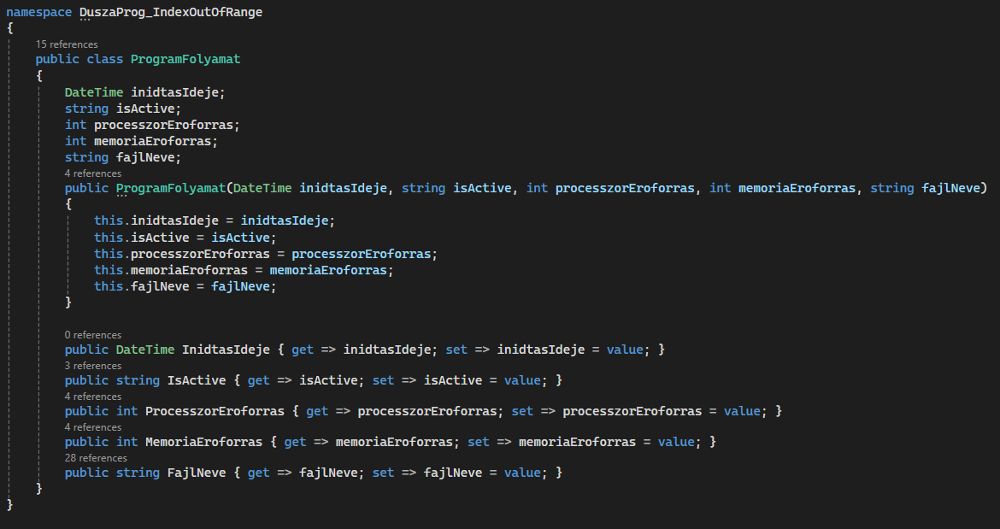 namespace DuszaProg_IndexOutOfRange
{
15 references
public class ProgramFolyamat
{
DateTime inidtasIdeje;
string isActive;
int processzorEroforras;
int memoriaEroforras;
string fajlNeve;
4 references
public ProgramFolyamat(DateTime inidtasIdeje, string isActive, int processzorEroforras, int memoriaEroforras, string fajlNeve)
{
this.inidtasIdeje = inidtasIdeje;
this.isActive = isActive;
this.processzorEroforras = processzorEroforras;
this.memoriaEroforras = memoriaEroforras;
this.fajlNeve = fajlNeve;
}
0 references
public DateTime InidtasIdeje { get => inidtasIdeje; set => inidtasIdeje = value; }
3 references
public string IsActive { get => isActive; set => isActive = value; }
4 references
public int ProcesszorEroforras { get => processzorEroforras; set => processzorEroforras = value; }
4 references
public int MemoriaEroforras { get => memoriaEroforras; set => memoriaEroforras = value; }
28 references
public string FajlNeve { get => fajlNeve; set => fajlNeve = value; }
}
}